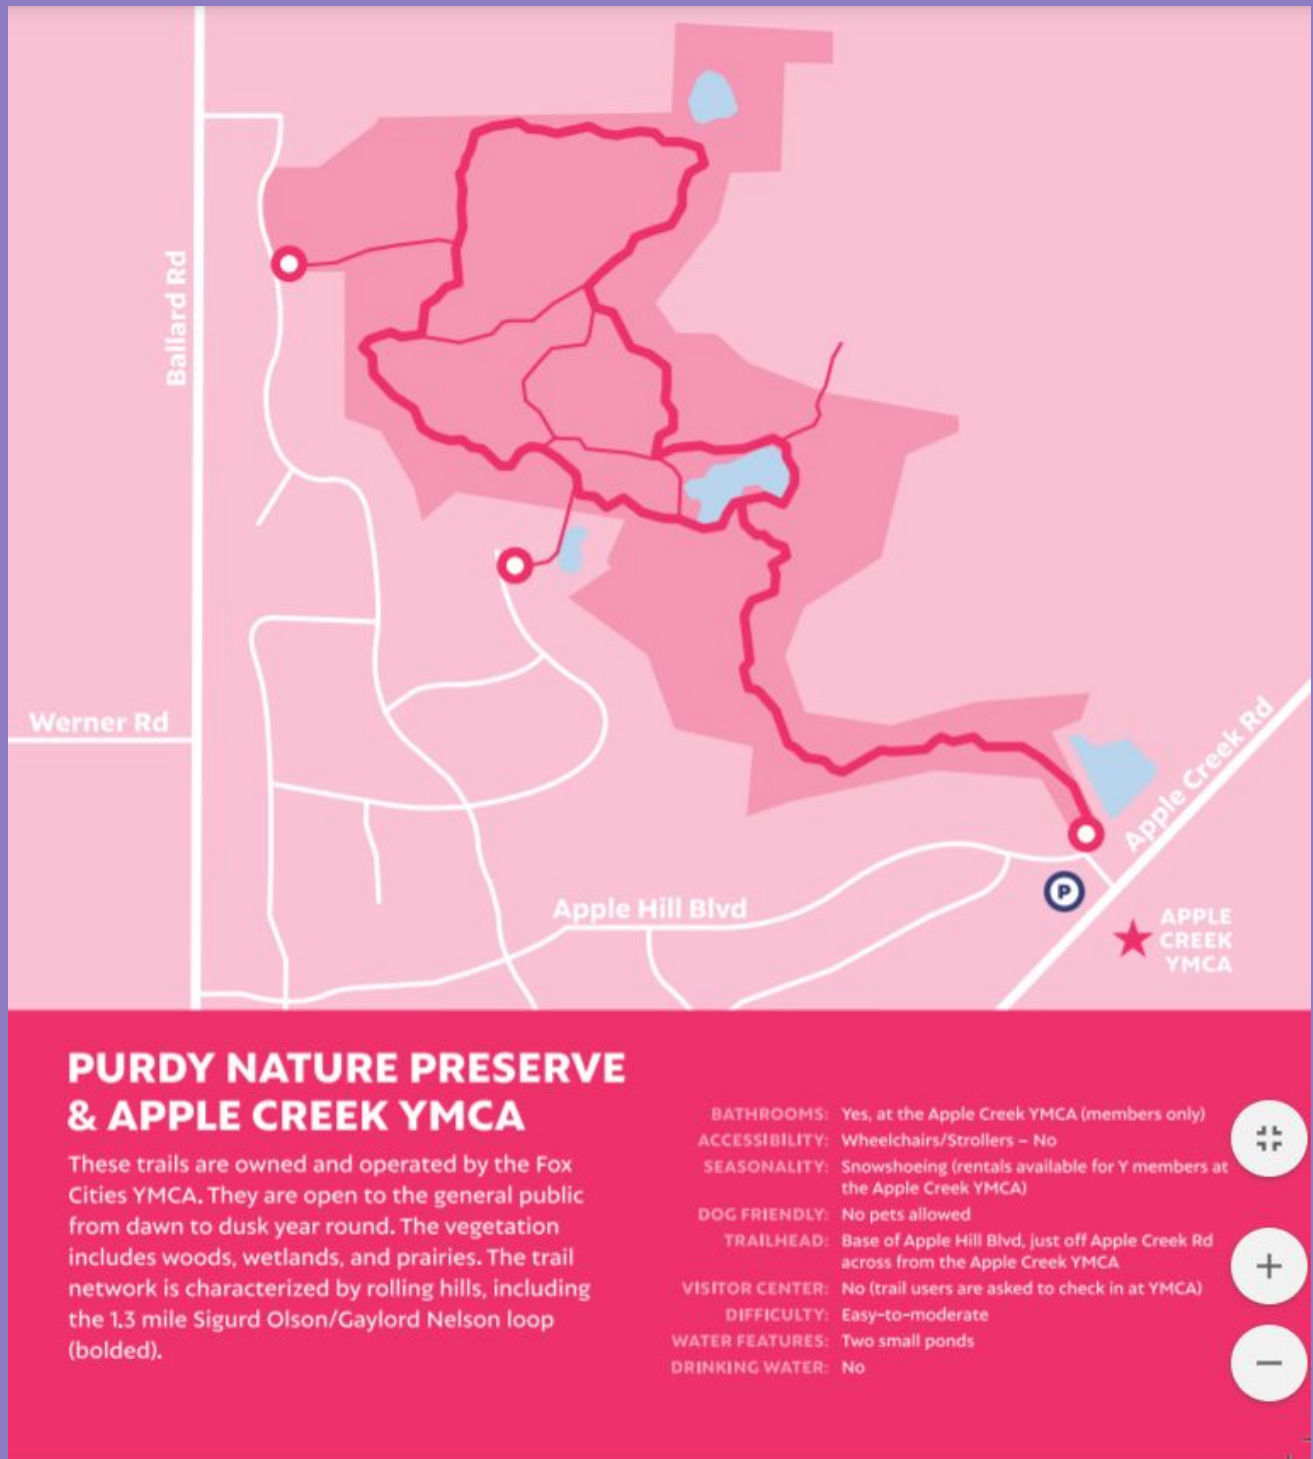 Ballard Rd
Werner Rd
Apple Creek Rd
Apple Hill Blvd
P
APPLE
CREEK
YMCA
PURDY NATURE PRESERVE
& APPLE CREEK YMCA
These trails are owned and operated by the Fox
Cities YMCA. They are open to the general public
from dawn to dusk year round. The vegetation
includes woods, wetlands, and prairies. The trail
network is characterized by rolling hills, including
the 1.3 mile Sigurd Olson/Gaylord Nelson loop
(bolded).
BATHROOMS: Yes, at the Apple Creek YMCA (members only)
ACCESSIBILITY: Wheelchairs/Strollers – No
SEASONALITY: Snowshoeing (rentals available for Y members at
the Apple Creek YMCA)
DOG FRIENDLY: No pets allowed
TRAILHEAD: Base of Apple Hill Blvd, just off Apple Creek Rd
across from the Apple Creek YMCA
VISITOR CENTER: No (trail users are asked to check in at YMCA)
DIFFICULTY: Easy-to-moderate
WATER FEATURES: Two small ponds
DRINKING WATER: No